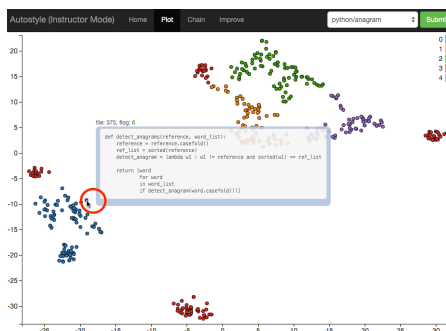 Autostyle (Instructor Mode) Home Plot Chain Improve python/anagram Submit
0
1
2
3
4
20
15
10
5
0
-5
-10
-15
-20
-25
-30
file: 375, flog: 6
def detect_anagrams(reference, word_list):
reference = reference.casefold()
ref_list = sorted(reference)
detect_anagram = lambda w1 : w1 != reference and sorted(w1) == ref_list
return [word
for word
in word_list
if detect_anagram(word.casefold())]
-25 -20 -15 -10 -5 0 5 10 15 20 25 30